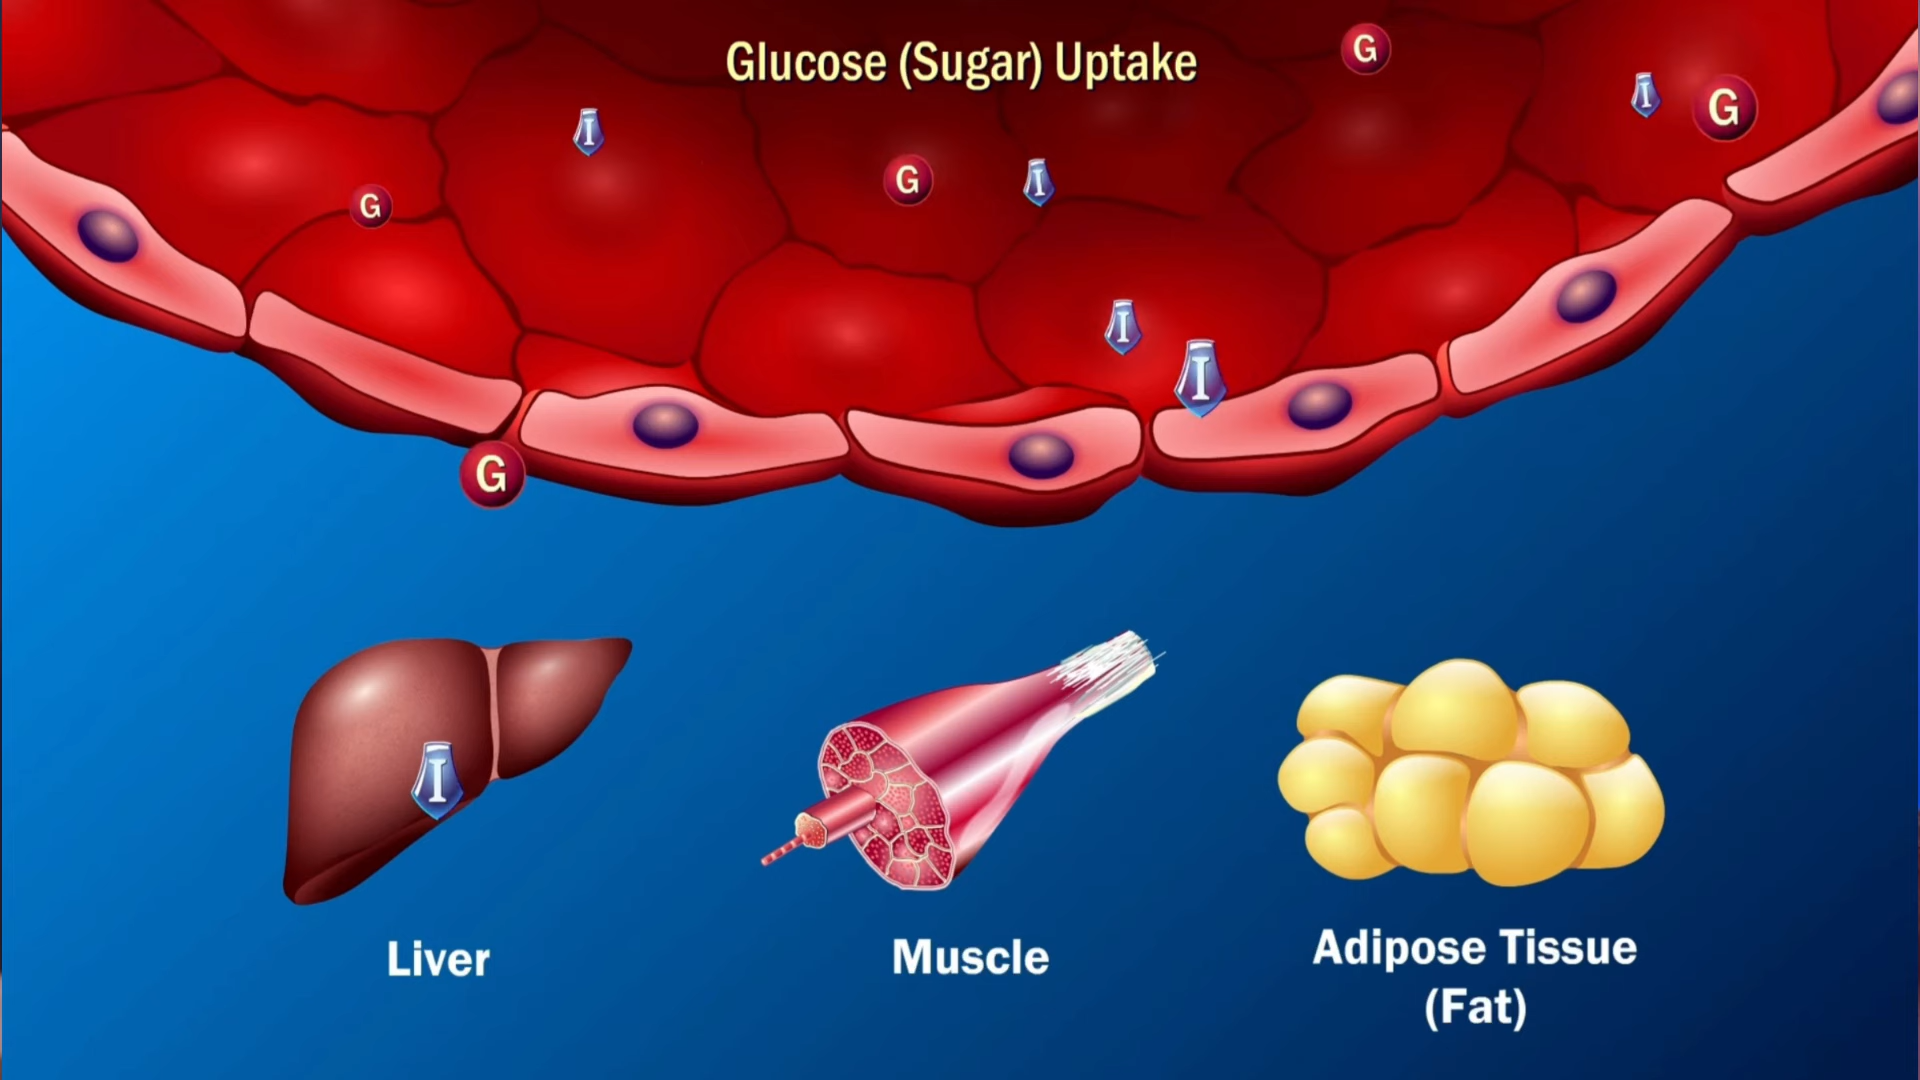 Glucose (Sugar) Uptake
G
I
G
I
G
G
I
I
I
G
I
Liver
Muscle
Adipose Tissue
(Fat)